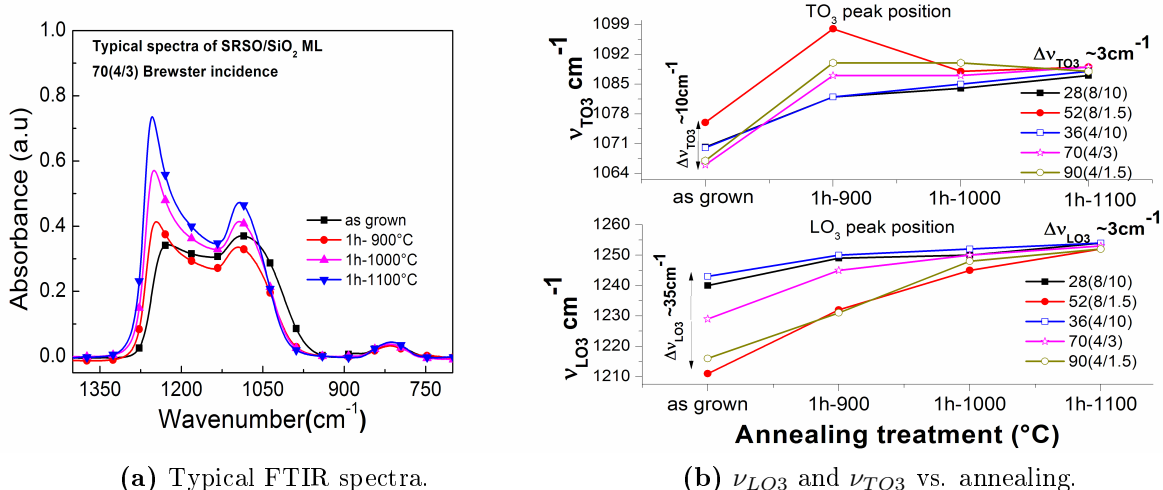 Typical spectra of SRSO/SiO2 ML
70(4/3) Brewster incidence
Absorbance (a.u)
1.0
0.8
0.6
0.4
0.2
0.0
as grown
1h- 900°C
1h-1000°C
1h-1100°C
1350 1200 1050 900 750
Wavenumber(cm-1)
(a) Typical FTIR spectra.
TO3 peak position
νTO3 cm-1
1099
1092
1085
1078
1071
1064
ΔνTO3 ~10cm-1
ΔνTO3 ~3cm-1
28(8/10)
52(8/1.5)
36(4/10)
70(4/3)
90(4/1.5)
as grown 1h-900 1h-1000 1h-1100
LO3 peak position
νLO3 cm-1
1260
1250
1240
1230
1220
1210
ΔνLO3 ~35cm-1
ΔνLO3 ~3cm-1
28(8/10)
52(8/1.5)
36(4/10)
70(4/3)
90(4/1.5)
as grown 1h-900 1h-1000 1h-1100
Annealing treatment (°C)
(b) νLO3 and νTO3 vs. annealing.